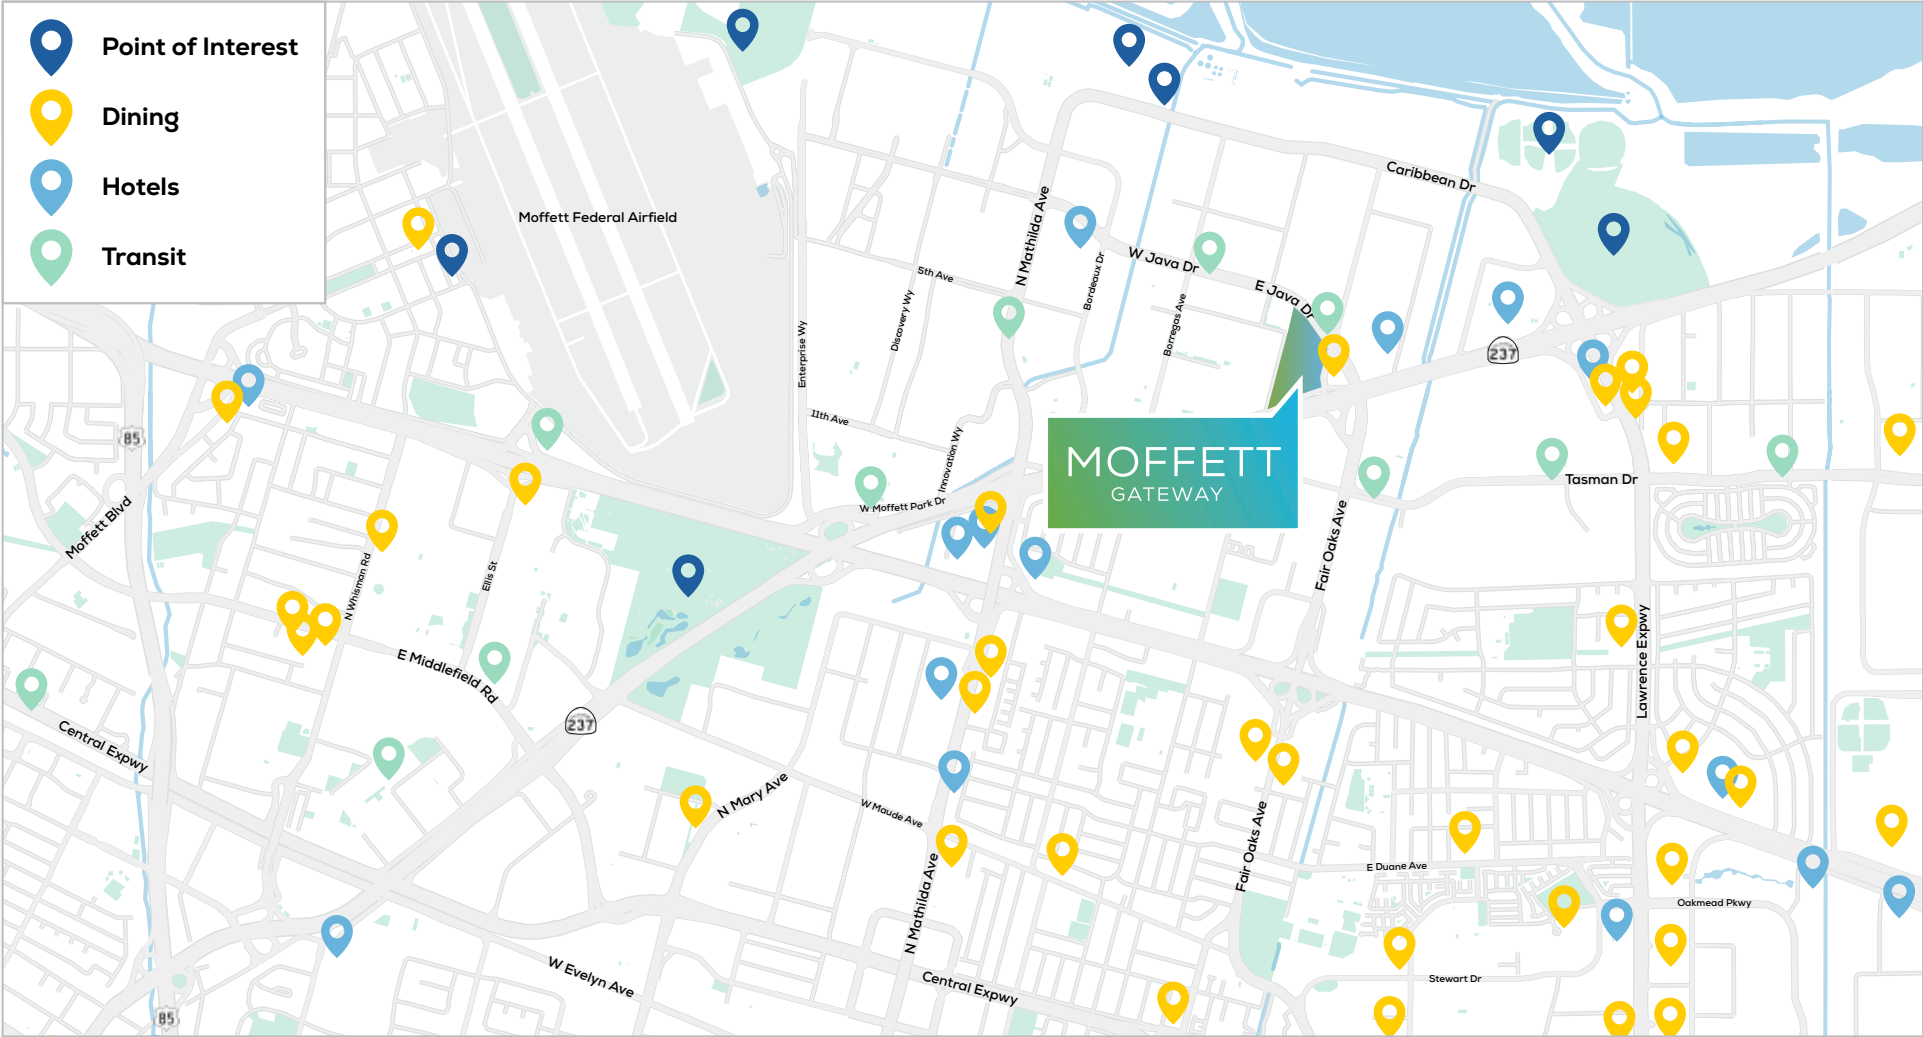 Point of Interest
Dining
Hotels
Transit
Moffett Federal Airfield
Caribbean Dr
N Mathilda Ave
W Java Dr
E Java Dr
5th Ave
Discovery Wy
Bordeaux Dr
Borregas Ave
Enterprise Wy
237
11th Ave
Innovation Wy
85
MOFFETT
GATEWAY
Tasman Dr
W Moffett Park Dr
Moffett Blvd
Fair Oaks Ave
N Whisman Rd
Ellis St
E Middlefield Rd
Lawrence Expwy
237
Central Expwy
N Mary Ave
W Maude Ave
Fair Oaks Ave
E Duane Ave
N Mathilda Ave
Oakmead Pkwy
W Evelyn Ave
Central Expwy
Stewart Dr
85